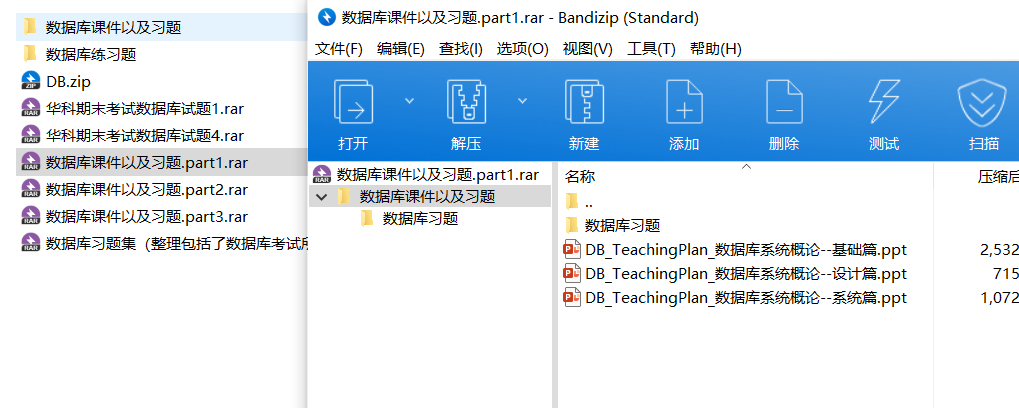 数据库课件以及习题
数据库练习题
DB.zip
华科期末考试数据库试题1.rar
华科期末考试数据库试题4.rar
数据库课件以及习题.part1.rar
数据库课件以及习题.part2.rar
数据库课件以及习题.part3.rar
数据库习题集（整理包括了数据库考试所
数据库课件以及习题.part1.rar - Bandizip (Standard)
文件(F) 编辑(E) 查找(I) 选项(O) 视图(V) 工具(T) 帮助(H)
打开 解压 新建 添加 删除 测试 扫描
数据库课件以及习题.part1.rar
数据库课件以及习题
数据库习题
名称 压缩后
..
数据库习题
DB_TeachingPlan_数据库系统概论--基础篇.ppt 2,532
DB_TeachingPlan_数据库系统概论--设计篇.ppt 715
DB_TeachingPlan_数据库系统概论--系统篇.ppt 1,072